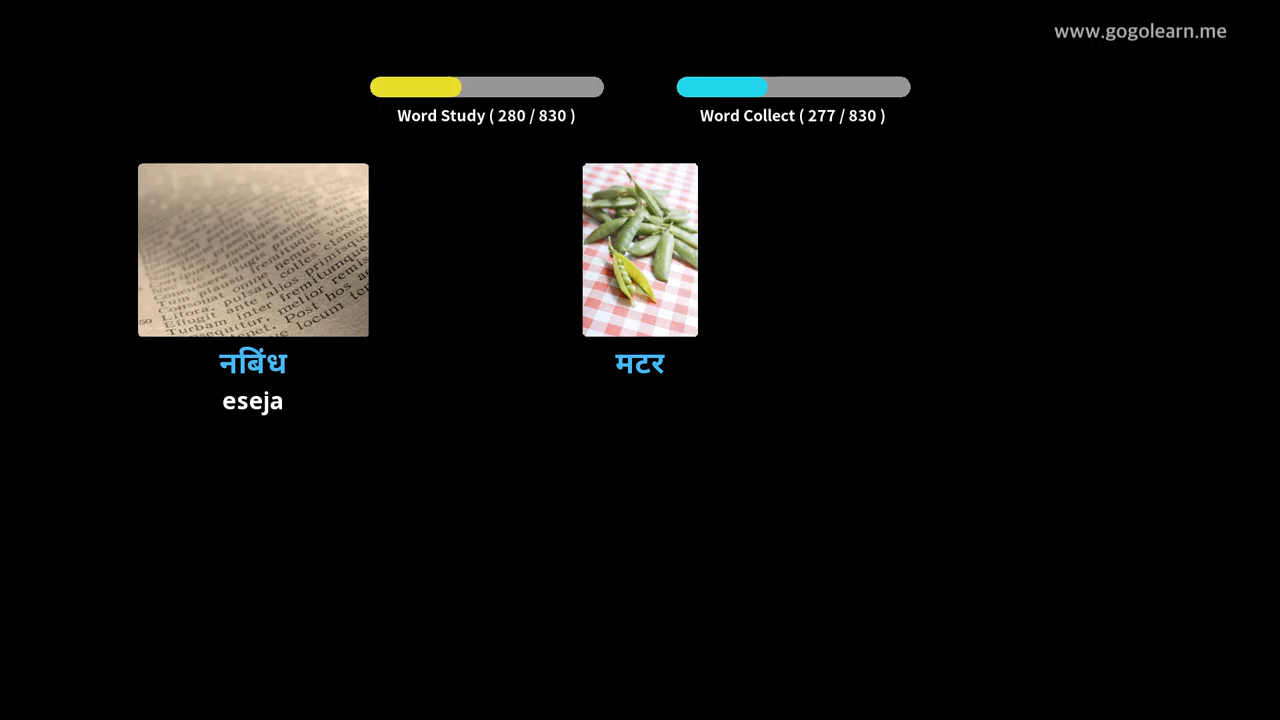 www.gogolearn.me
Word Study ( 280 / 830 )
Word Collect ( 277 / 830 )
नबिंध
eseja
मटर